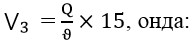 V₃ = Q/ϑ × 15, онда: